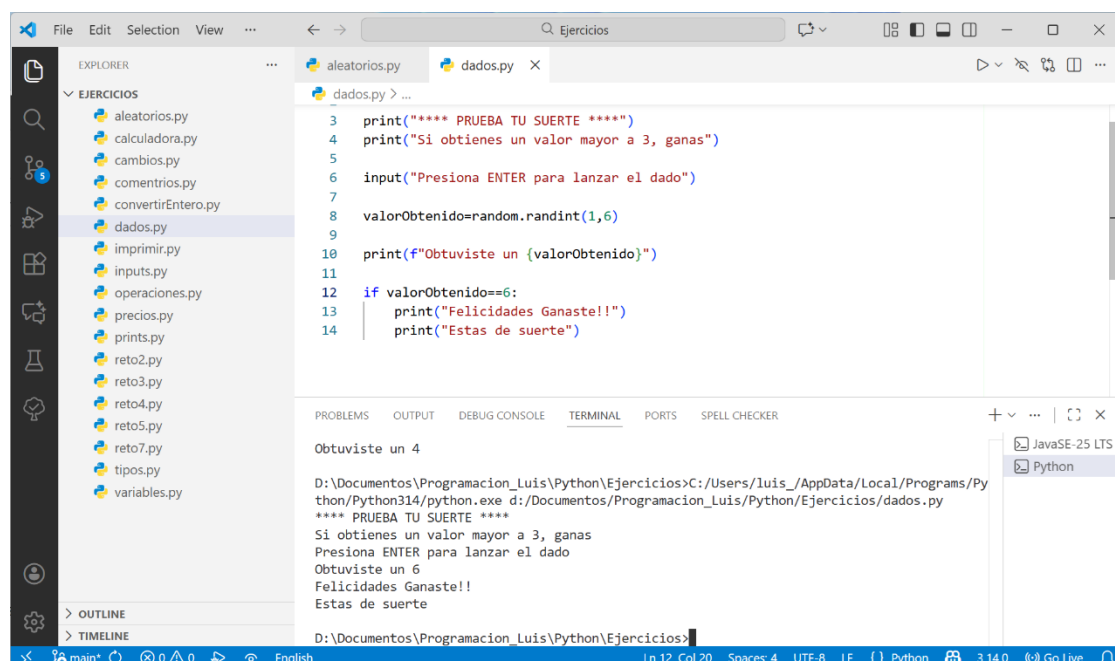 File Edit Selection View ··· Ejercicios
EXPLORER ··· aleatorios.py dados.py
EJERCICIOS
aleatorios.py
calculadora.py
cambios.py
comentrios.py
convertirEntero.py
dados.py
imprimir.py
inputs.py
operaciones.py
precios.py
prints.py
reto2.py
reto3.py
reto4.py
reto5.py
reto7.py
tipos.py
variables.py
OUTLINE
TIMELINE
5
dados.py > ...
3 print("**** PRUEBA TU SUERTE ****")
4 print("Si obtienes un valor mayor a 3, ganas")
5
6 input("Presiona ENTER para lanzar el dado")
7
8 valorObtenido=random.randint(1,6)
9
10 print(f"Obtuviste un {valorObtenido}")
11
12 if valorObtenido==6:
13 print("Felicidades Ganaste!!")
14 print("Estas de suerte")
PROBLEMS OUTPUT DEBUG CONSOLE TERMINAL PORTS SPELL CHECKER
JavaSE-25 LTS
Python
Obtuviste un 4
D:\Documentos\Programacion_Luis\Python\Ejercicios>C:/Users/luis_/AppData/Local/Programs/Py
thon/Python314/python.exe d:/Documentos/Programacion_Luis/Python/Ejercicios/dados.py
**** PRUEBA TU SUERTE ****
Si obtienes un valor mayor a 3, ganas
Presiona ENTER para lanzar el dado
Obtuviste un 6
Felicidades Ganaste!!
Estas de suerte
D:\Documentos\Programacion_Luis\Python\Ejercicios>
main* 0 0 English Ln 12, Col 20 Spaces: 4 UTF-8 LF {} Python 3.14.0 Go Live